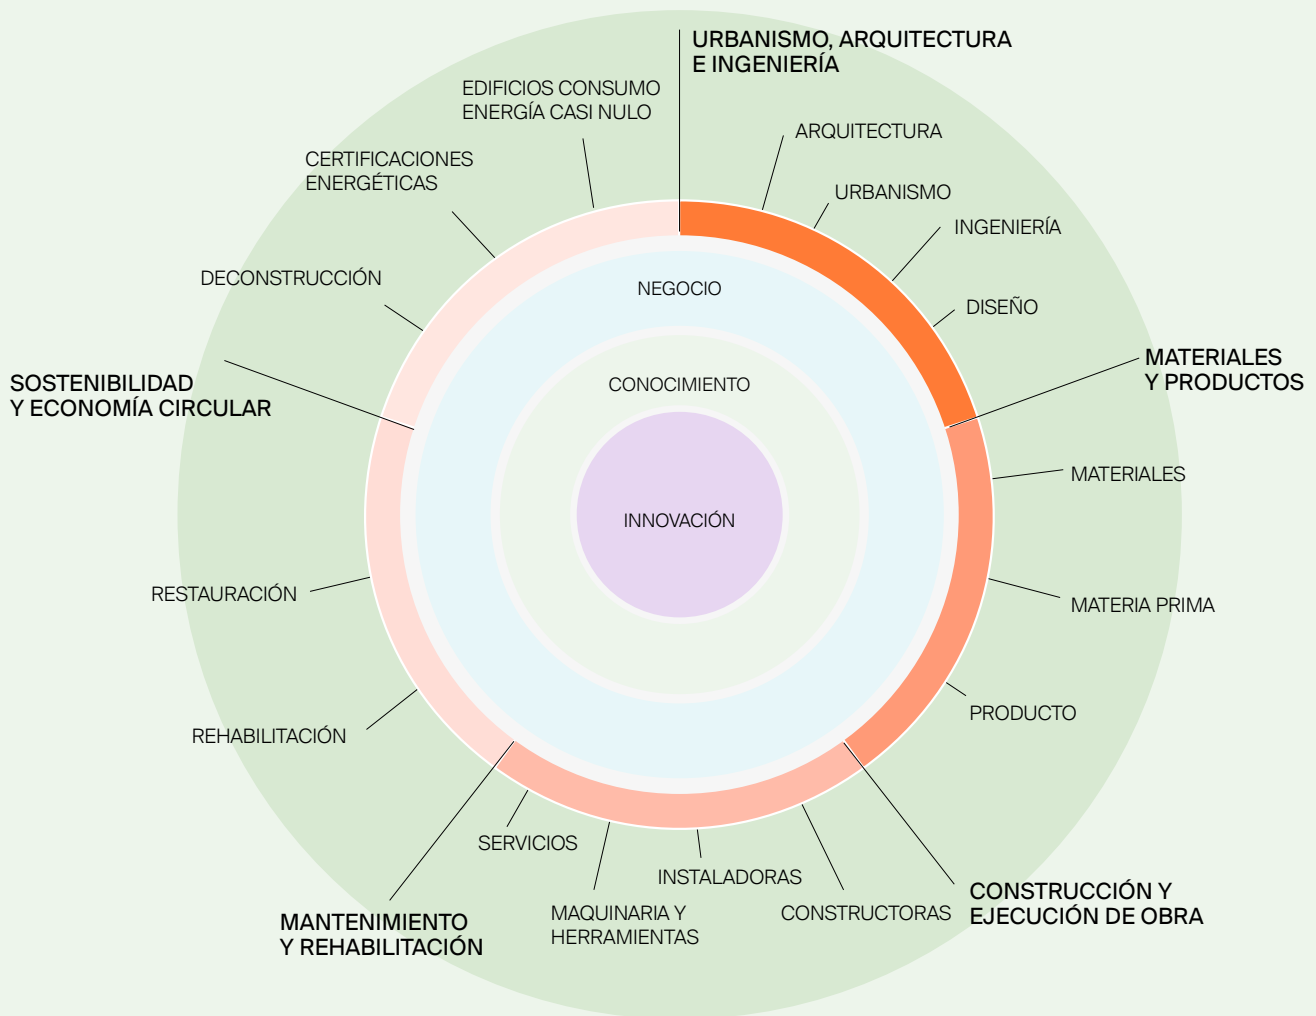 URBANISMO, ARQUITECTURA
E INGENIERÍA
ARQUITECTURA
URBANISMO
INGENIERÍA
DISEÑO
MATERIALES
Y PRODUCTOS
MATERIALES
MATERIA PRIMA
PRODUCTO
CONSTRUCCIÓN Y
EJECUCIÓN DE OBRA
CONSTRUCTORAS
INSTALADORAS
MAQUINARIA Y
HERRAMIENTAS
SERVICIOS
MANTENIMIENTO
Y REHABILITACIÓN
REHABILITACIÓN
RESTAURACIÓN
SOSTENIBILIDAD
Y ECONOMÍA CIRCULAR
DECONSTRUCCIÓN
CERTIFICACIONES
ENERGÉTICAS
EDIFICIOS CONSUMO
ENERGÍA CASI NULO
NEGOCIO
CONOCIMIENTO
INNOVACIÓN